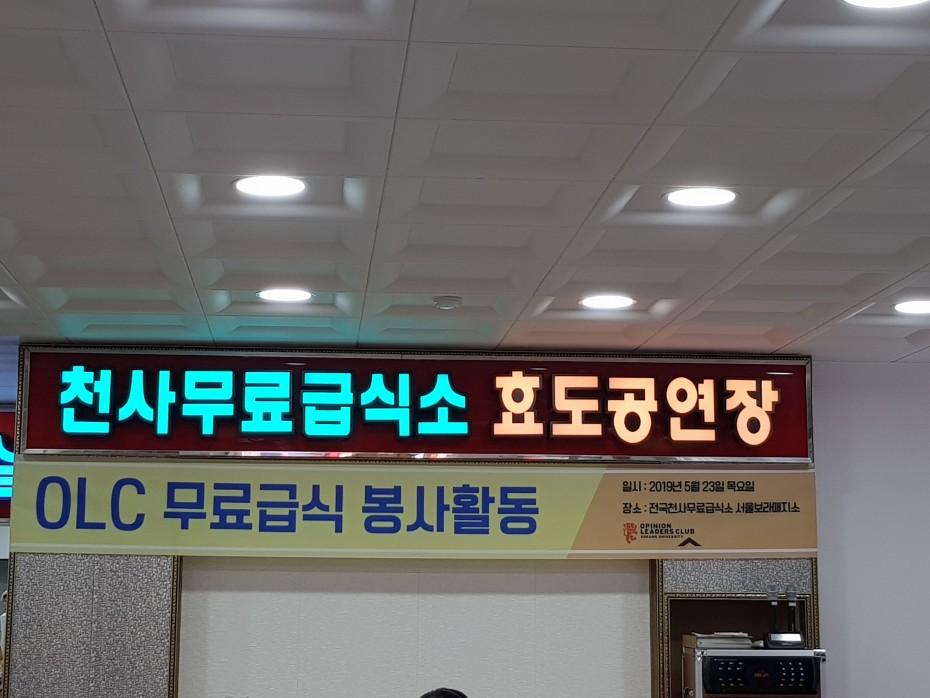 천사무료급식소 효도공연장
OLC 무료급식 봉사활동
일시 : 2019년 5월 23일 목요일
장소 : 전국천사무료급식소 서울보라매지소
OPINION
LEADERS CLUB
SOGANG UNIVERSITY